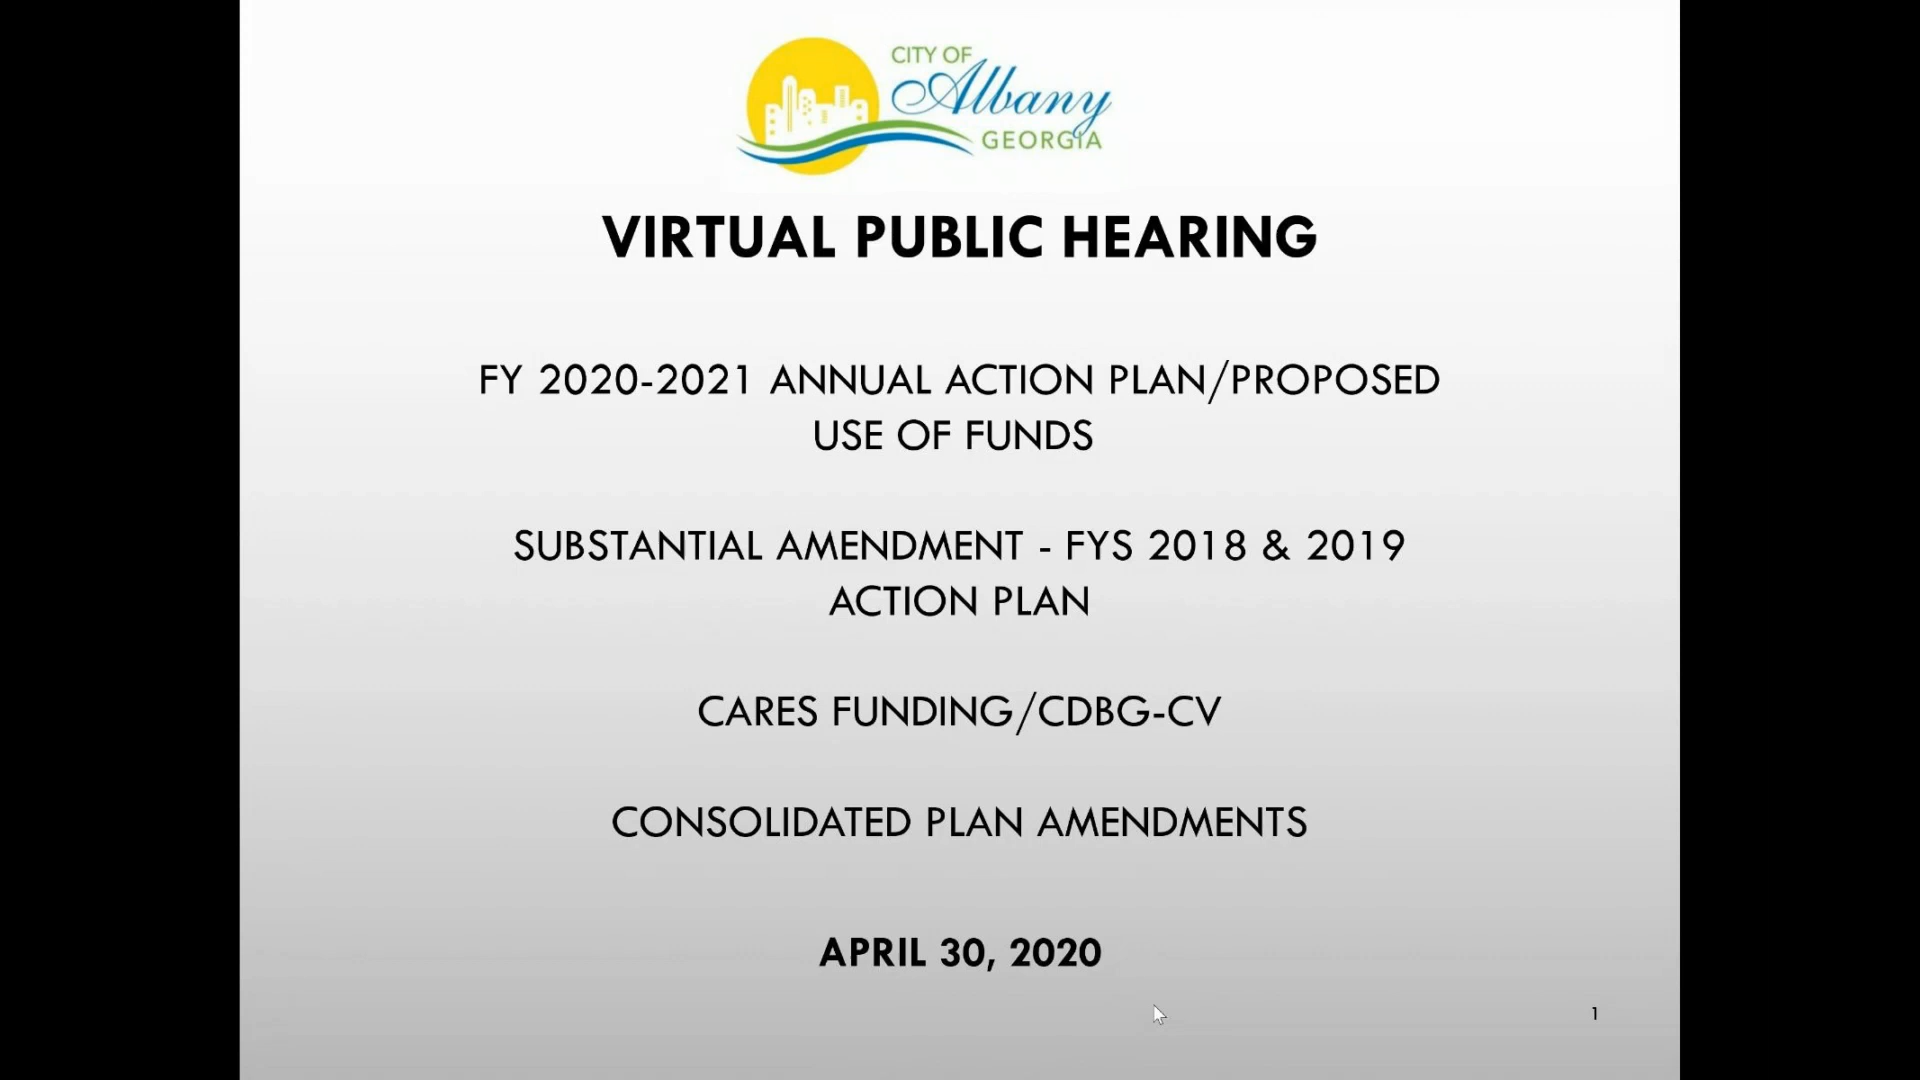 CITY OF
Albany
GEORGIA
VIRTUAL PUBLIC HEARING
FY 2020-2021 ANNUAL ACTION PLAN/PROPOSED
USE OF FUNDS
SUBSTANTIAL AMENDMENT - FYS 2018 & 2019
ACTION PLAN
CARES FUNDING/CDBG-CV
CONSOLIDATED PLAN AMENDMENTS
APRIL 30, 2020
1